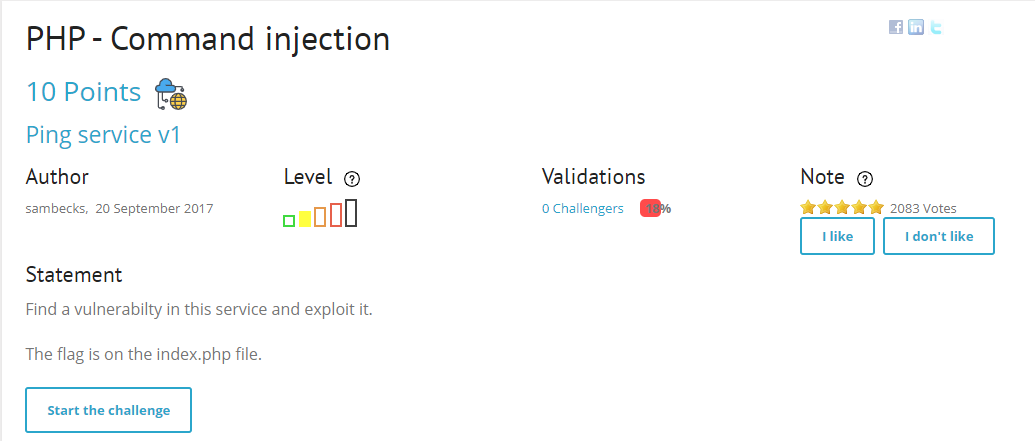 PHP - Command injection
10 Points
Ping service v1
Author
sambecks, 20 September 2017
Level ?
Validations
0 Challengers 18%
Note ?
2083 Votes
I like
I don't like
Statement
Find a vulnerabilty in this service and exploit it.
The flag is on the index.php file.
Start the challenge